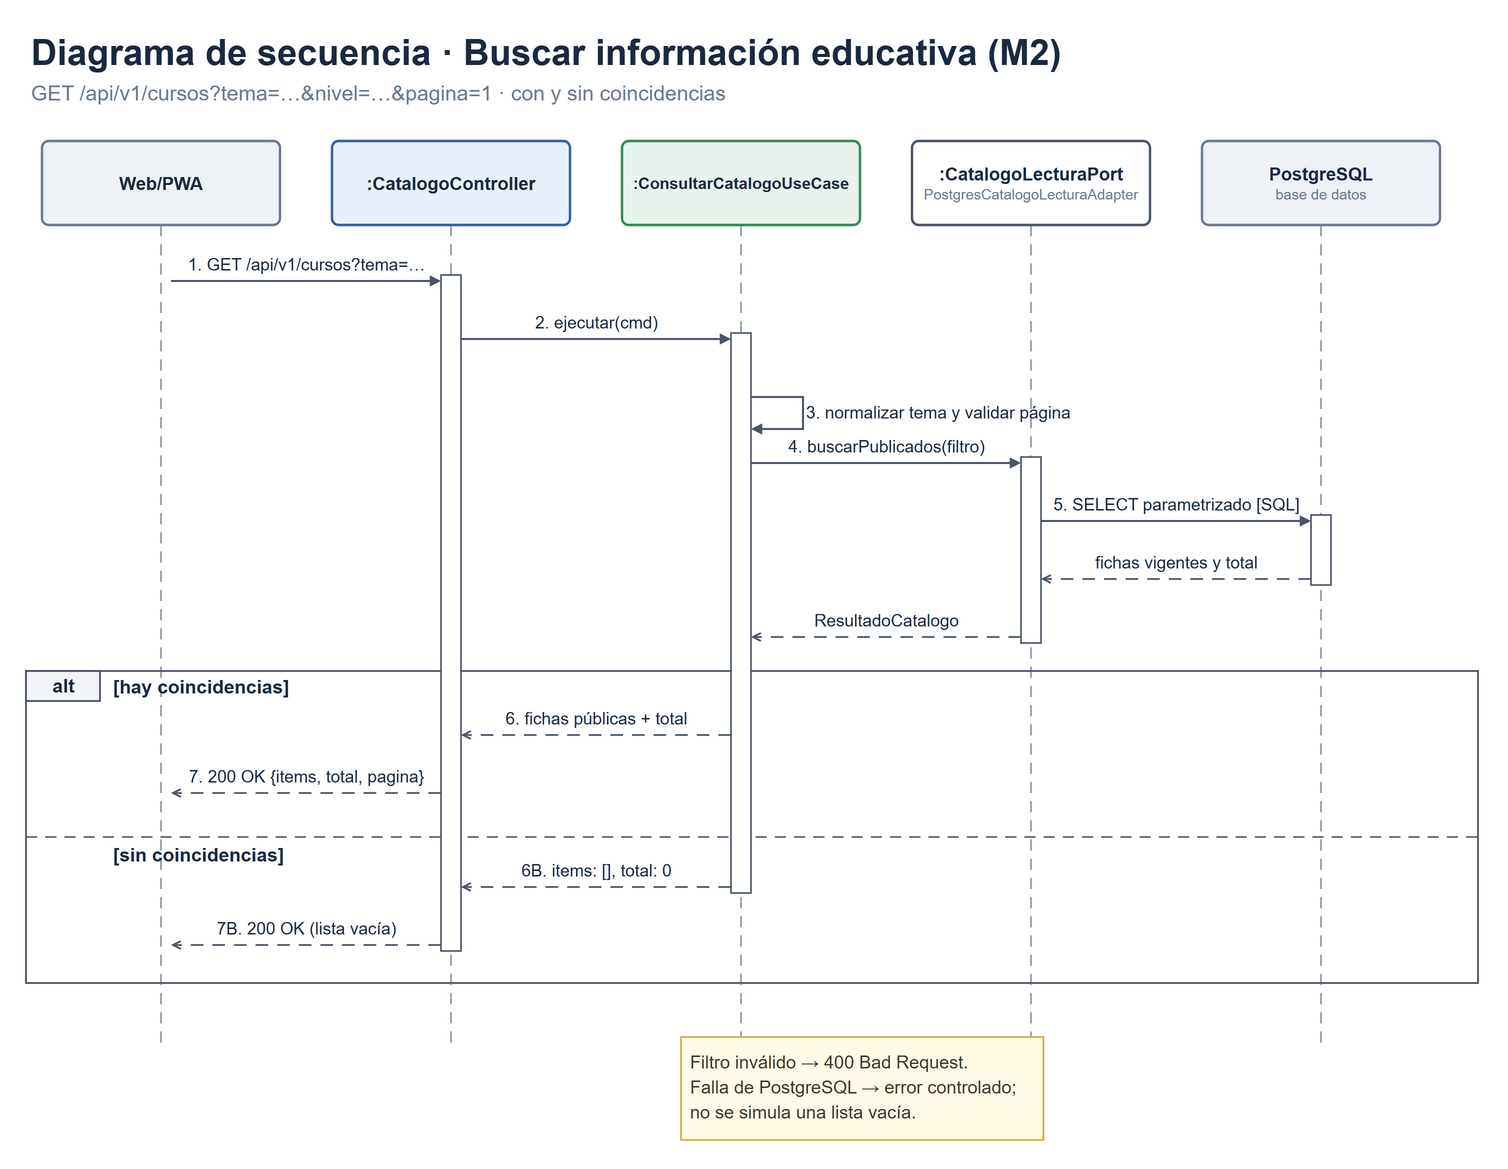 Diagrama de secuencia · Buscar información educativa (M2)
GET /api/v1/cursos?tema=…&nivel=…&pagina=1 · con y sin coincidencias
Web/PWA
:CatalogoController
:ConsultarCatalogoUseCase
:CatalogoLecturaPort
PostgresCatalogoLecturaAdapter
PostgreSQL
base de datos
1. GET /api/v1/cursos?tema=…
2. ejecutar(cmd)
3. normalizar tema y validar página
4. buscarPublicados(filtro)
5. SELECT parametrizado [SQL]
fichas vigentes y total
ResultadoCatalogo
alt
[hay coincidencias]
6. fichas públicas + total
7. 200 OK {items, total, pagina}
[sin coincidencias]
6B. items: [], total: 0
7B. 200 OK (lista vacía)
Filtro inválido → 400 Bad Request.
Falla de PostgreSQL → error controlado;
no se simula una lista vacía.